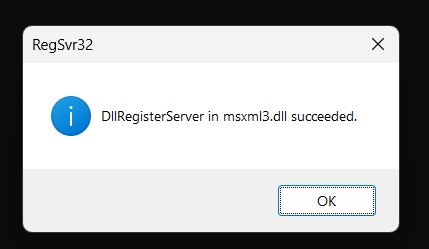 RegSvr32
DllRegisterServer in msxml3.dll succeeded.
OK